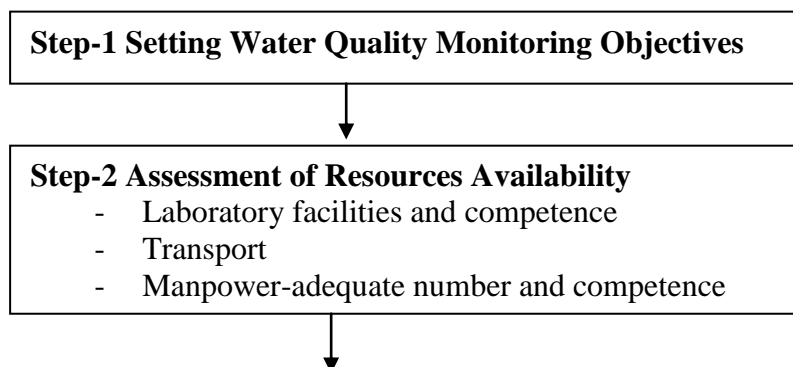 Step-1 Setting Water Quality Monitoring Objectives
Step-2 Assessment of Resources Availability
- Laboratory facilities and competence
- Transport
- Manpower-adequate number and competence